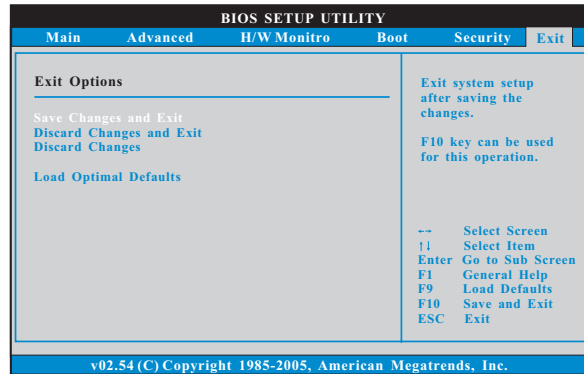 BIOS SETUP UTILITY
Main Advanced H/W Monitro Boot Security Exit
Exit Options
Save Changes and Exit
Discard Changes and Exit
Discard Changes
Load Optimal Defaults
Exit system setup
after saving the
changes.
F10 key can be used
for this operation.
←→ Select Screen
↑↓ Select Item
Enter Go to Sub Screen
F1 General Help
F9 Load Defaults
F10 Save and Exit
ESC Exit
v02.54 (C) Copyright 1985-2005, American Megatrends, Inc.